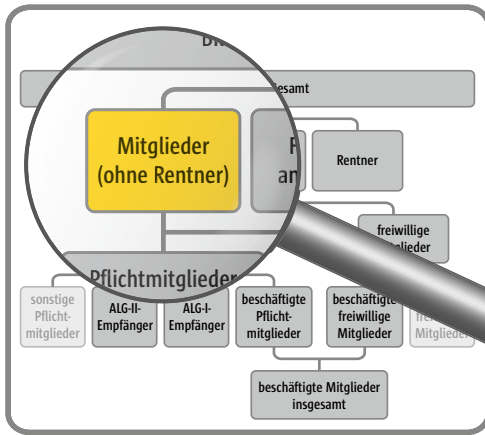 Mitglieder
(ohne Rentner)
Rentner
freiwillige
Pflichtmitglieder
sonstige
Pflicht-
mitglieder
ALG-II-
Empfänger
ALG-I-
Empfänger
beschäftigte
Pflicht-
mitglieder
beschäftigte
freiwillige
Mitglieder
Mitglieder
beschäftigte Mitglieder
insgesamt